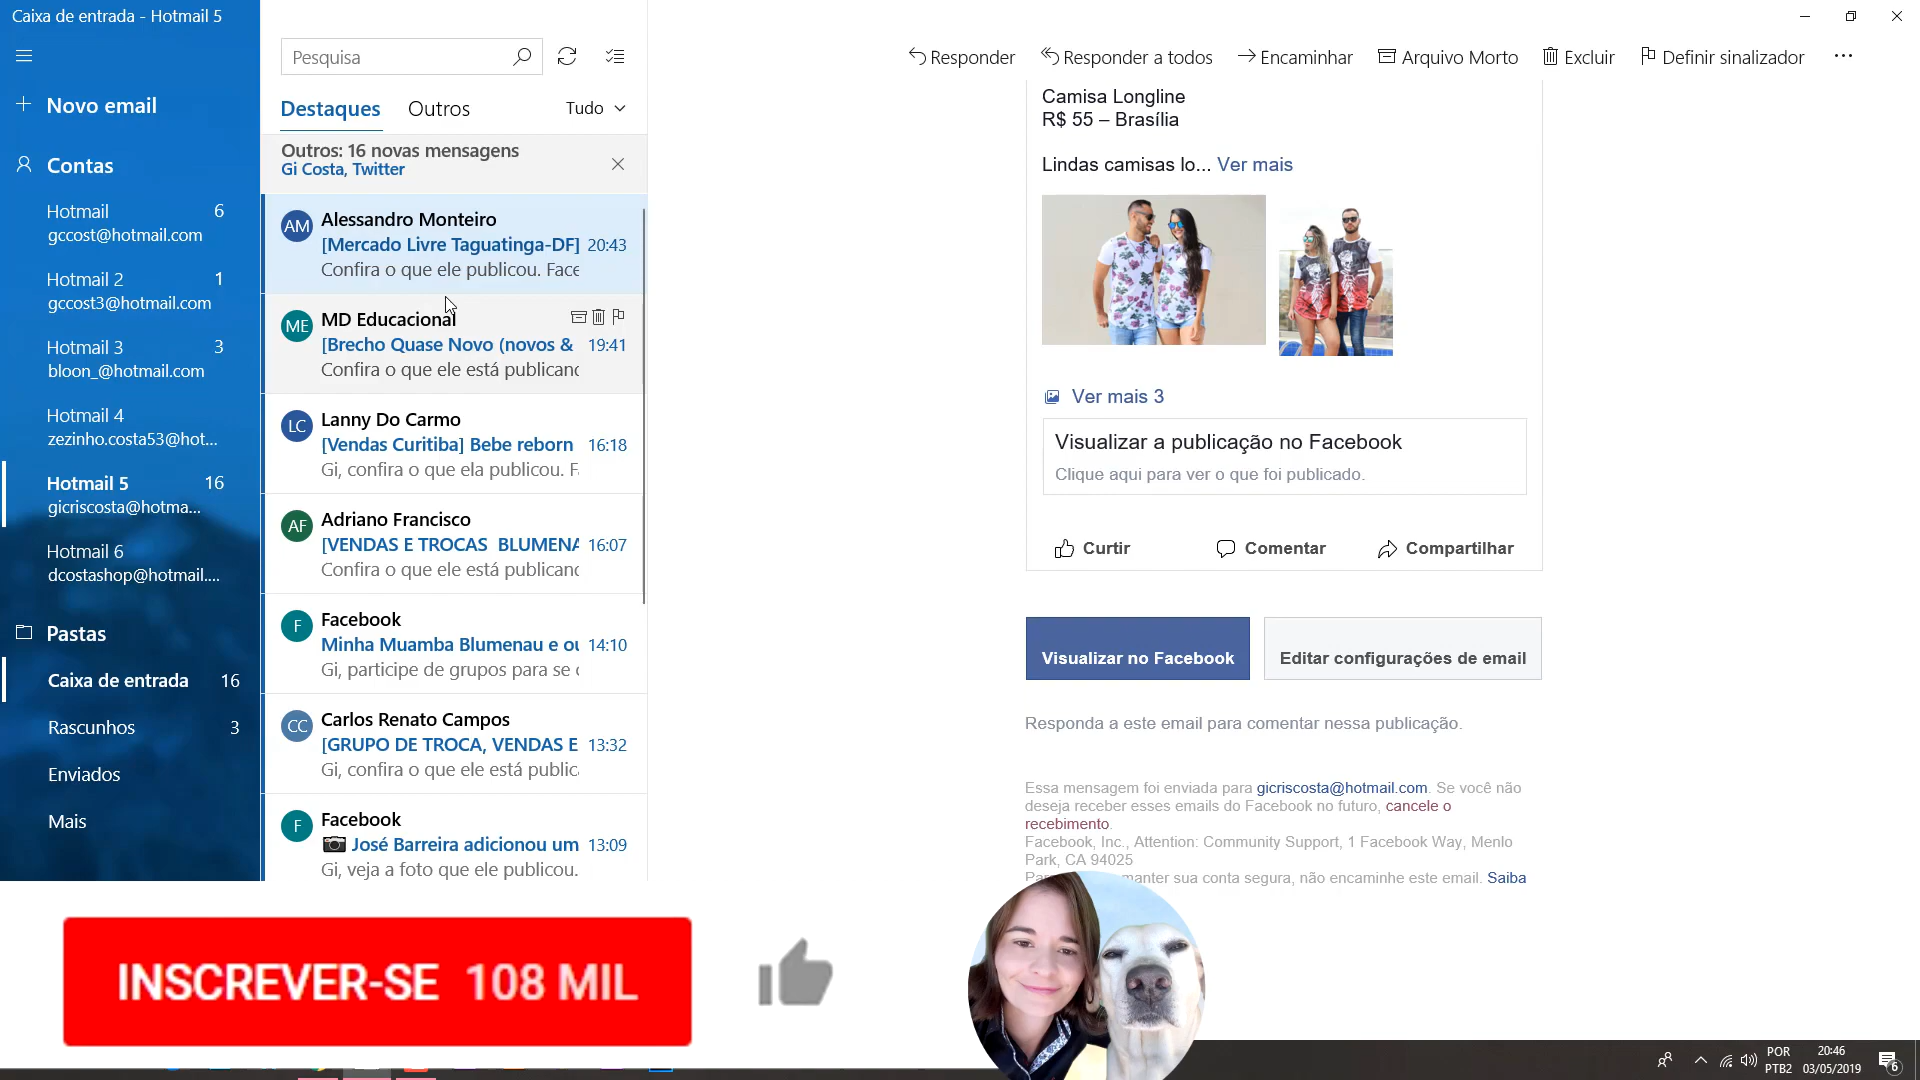 Caixa de entrada - Hotmail 5
Novo email
Contas
Hotmail 6
gccost@hotmail.com
Hotmail 2 1
gccost3@hotmail.com
Hotmail 3 3
bloon_@hotmail.com
Hotmail 4
zezinho.costa53@hot...
Hotmail 5 16
gicriscosta@hotma...
Hotmail 6
dcostashop@hotmail....
Pastas
Caixa de entrada 16
Rascunhos 3
Enviados
Mais
Pesquisa
Destaques Outros Tudo
Outros: 16 novas mensagens
Gi Costa, Twitter
AM
Alessandro Monteiro
[Mercado Livre Taguatinga-DF] 20:43
Confira o que ele publicou. Face
ME
MD Educacional
[Brecho Quase Novo (novos & 19:41
Confira o que ele está publicand
LC
Lanny Do Carmo
[Vendas Curitiba] Bebe reborn 16:18
Gi, confira o que ela publicou. F
AF
Adriano Francisco
[VENDAS E TROCAS BLUMENA 16:07
Confira o que ele está publicand
F
Facebook
Minha Muamba Blumenau e ou 14:10
Gi, participe de grupos para se c
CC
Carlos Renato Campos
[GRUPO DE TROCA, VENDAS E 13:32
Gi, confira o que ele está public
F
Facebook
José Barreira adicionou um 13:09
Gi, veja a foto que ele publicou.
Responder Responder a todos Encaminhar Arquivo Morto Excluir Definir sinalizador ...
Camisa Longline
R$ 55 – Brasília
Lindas camisas lo... Ver mais
Ver mais 3
Visualizar a publicação no Facebook
Clique aqui para ver o que foi publicado.
Curtir Comentar Compartilhar
Visualizar no Facebook Editar configurações de email
Responda a este email para comentar nessa publicação.
Essa mensagem foi enviada para gicriscosta@hotmail.com. Se você não
deseja receber esses emails do Facebook no futuro, cancele o
recebimento.
Facebook, Inc., Attention: Community Support, 1 Facebook Way, Menlo
Park, CA 94025
manter sua conta segura, não encaminhe este email. Saiba
INSCREVER-SE 108 MIL
POR
PTB2
20:46
03/05/2019
6